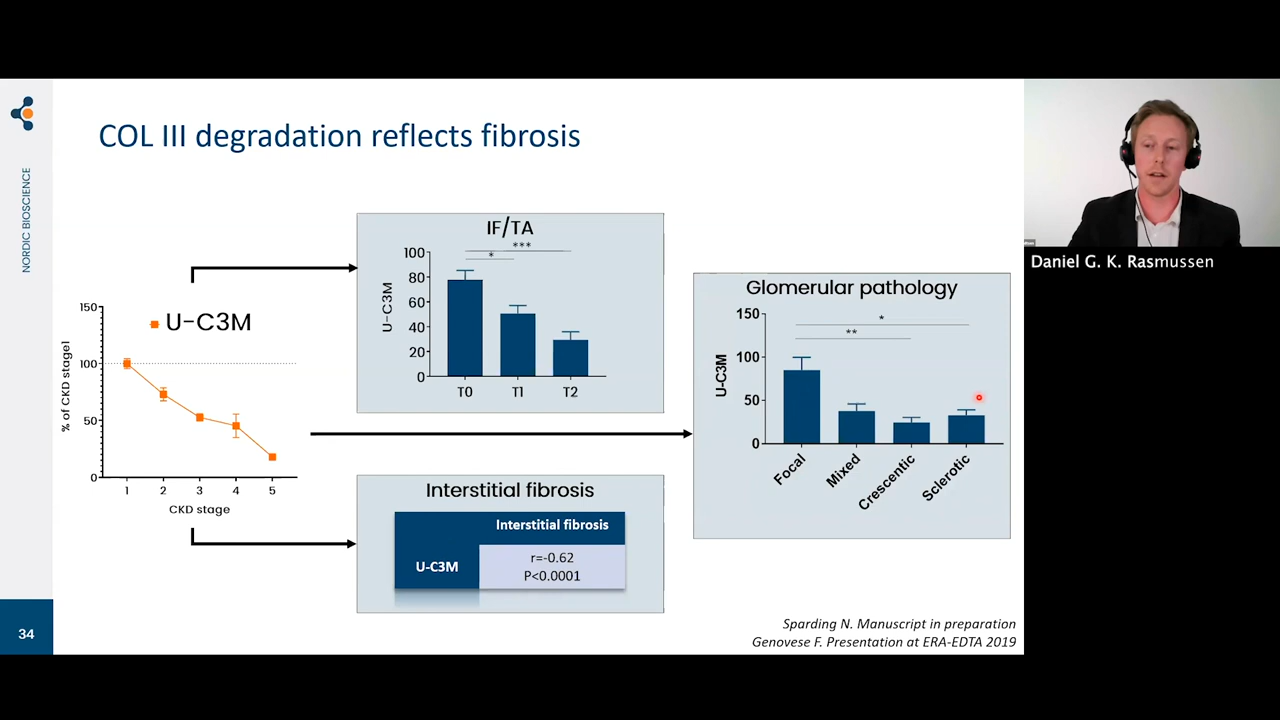 COL III degradation reflects fibrosis
NORDIC BIOSCIENCE
34
U-C3M
% of CKD stage1
150
100
50
0
1 2 3 4 5
CKD stage
IF/TA
U-C3M
100
80
60
40
20
0
***
*
T0 T1 T2
Interstitial fibrosis
Interstitial fibrosis
U-C3M
r=-0.62
P<0.0001
Glomerular pathology
U-C3M
150
100
50
0
*
**
Focal
Mixed
Crescentic
Sclerotic
Sparding N. Manuscript in preparation
Genovese F. Presentation at ERA-EDTA 2019
Daniel G. K. Rasmussen